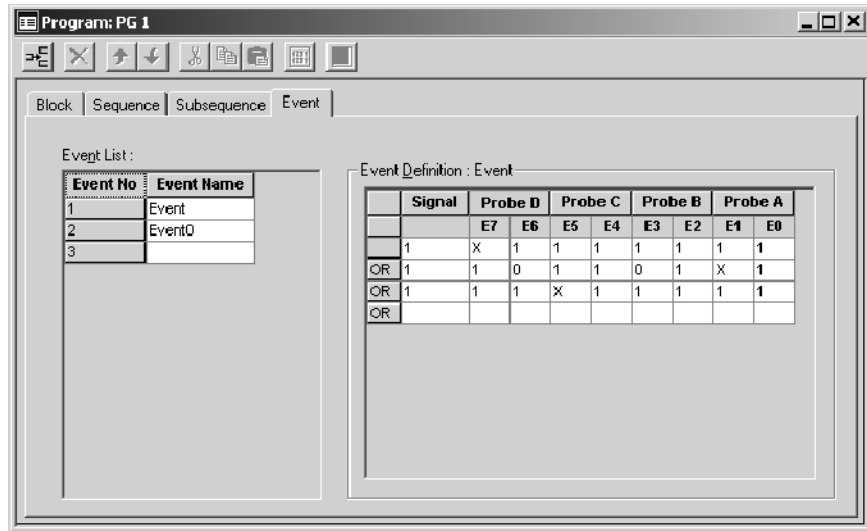 Program: PG 1
Block Sequence Subsequence Event
Event List :
Event No Event Name
1 Event
2 Event0
3
Event Definition : Event
Signal Probe D Probe C Probe B Probe A
E7 E6 E5 E4 E3 E2 E1 E0
1 X 1 1 1 1 1 1 1
OR 1 1 0 1 1 0 1 X 1
OR 1 1 1 X 1 1 1 1 1
OR